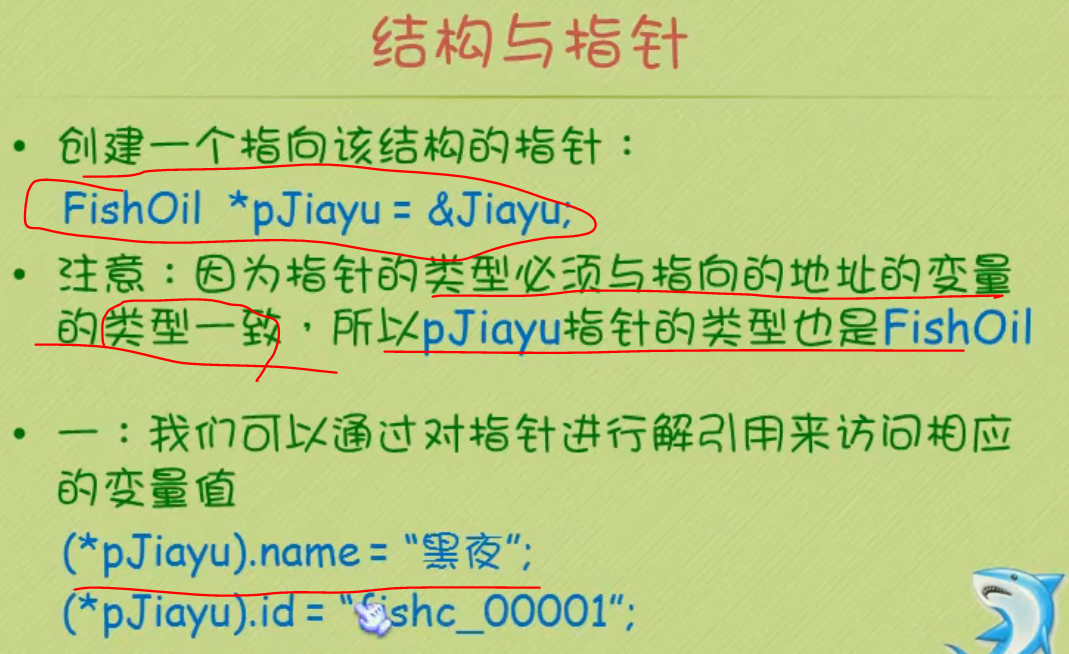 结构与指针
• 创建一个指向该结构的指针：
FishOil *pJiayu = &Jiayu;
• 注意：因为指针的类型必须与指向的地址的变量
的类型一致，所以pJiayu指针的类型也是FishOil
• 一：我们可以通过对指针进行解引用来访问相应
的变量值
(*pJiayu).name = “黑夜”;
(*pJiayu).id = “fishc_00001”;